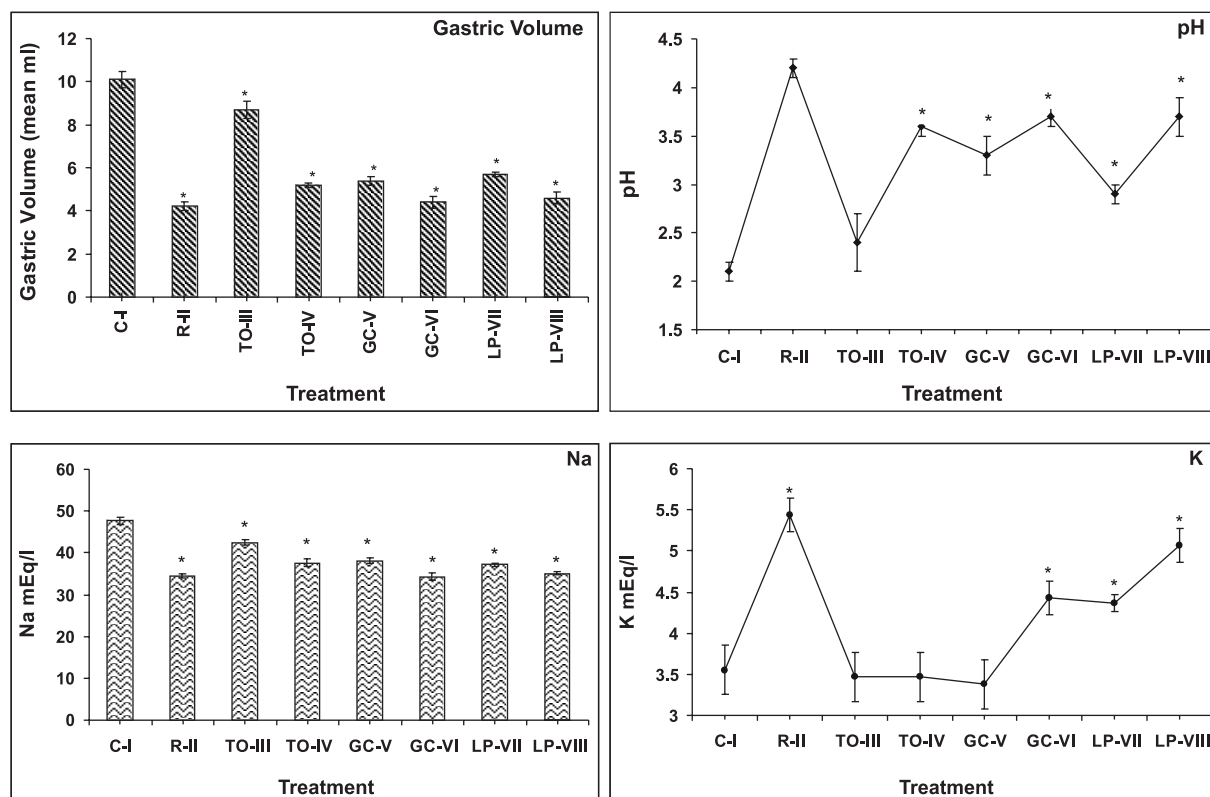 Gastric Volume
Gastric Volume (mean ml)
12
10
8
6
4
2
0
*
*
*
*
*
*
*
C-I
R-II
TO-III
TO-IV
GC-V
GC-VI
LP-VII
LP-VIII
Treatment
pH
pH
4.5
4
3.5
3
2.5
2
1.5
*
*
*
*
*
C-I R-II TO-III TO-IV GC-V GC-VI LP-VII LP-VIII
Treatment
Na
Na mEq/l
60
50
40
30
20
10
0
*
*
*
*
*
*
*
C-I R-II TO-III TO-IV GC-V GC-VI LP-VII LP-VIII
Treatment
K
K mEq/l
6
5.5
5
4.5
4
3.5
3
*
*
*
*
C-I R-II TO-III TO-IV GC-V GC-VI LP-VII LP-VIII
Treatment